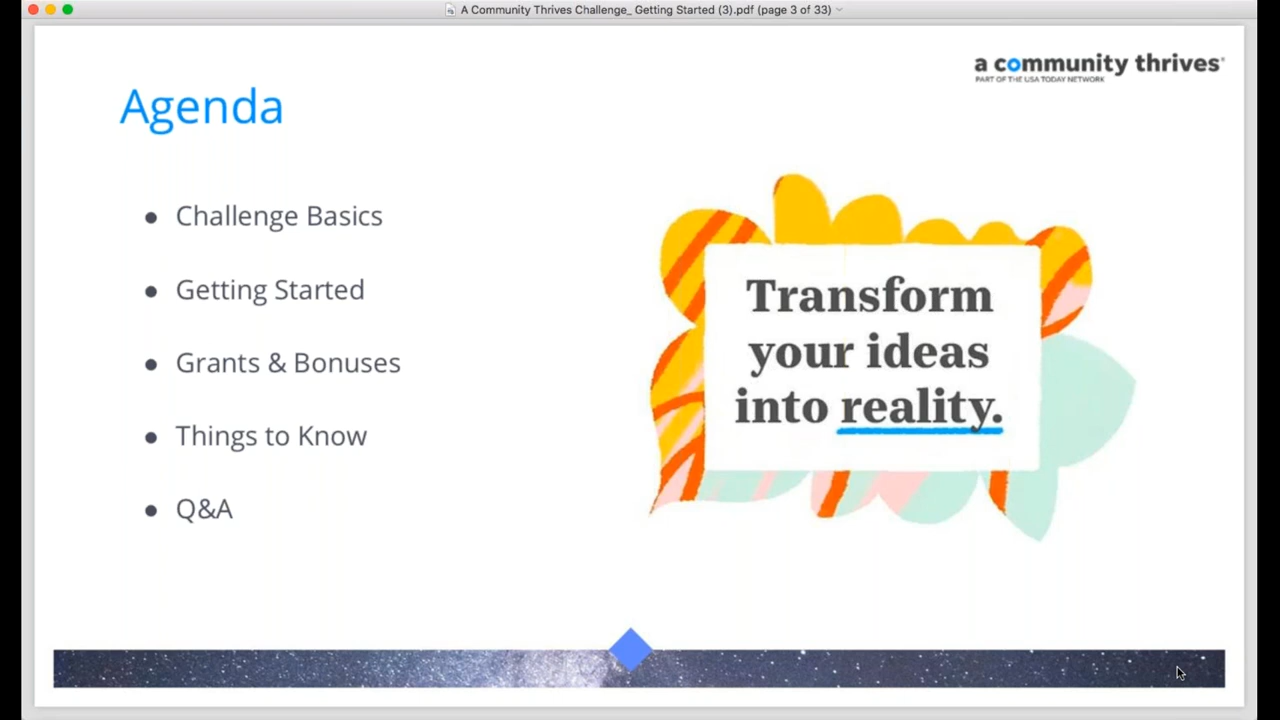 A Community Thrives Challenge_ Getting Started (3).pdf (page 3 of 33)
a community thrives®
PART OF THE USA TODAY NETWORK
Agenda
● Challenge Basics
● Getting Started
● Grants & Bonuses
● Things to Know
● Q&A
Transform
your ideas
into reality.